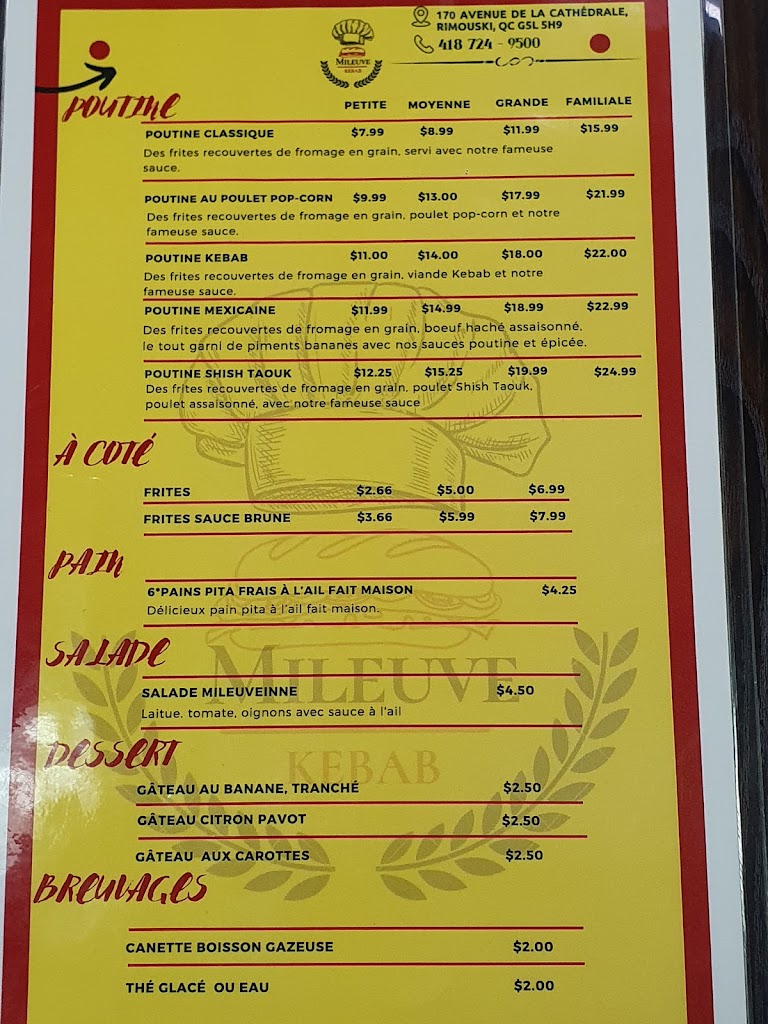 170 AVENUE DE LA CATHÉDRALE,
RIMOUSKI, QC G5L 5H9
418 724 - 9500
MILEUVE
KEBAB
POUTINE PETITE MOYENNE GRANDE FAMILIALE
POUTINE CLASSIQUE $7.99 $8.99 $11.99 $15.99
Des frites recouvertes de fromage en grain, servi avec notre fameuse
sauce.
POUTINE AU POULET POP-CORN $9.99 $13.00 $17.99 $21.99
Des frites recouvertes de fromage en grain, poulet pop-corn et notre
fameuse sauce.
POUTINE KEBAB $11.00 $14.00 $18.00 $22.00
Des frites recouvertes de fromage en grain, viande Kebab et notre
fameuse sauce.
POUTINE MEXICAINE $11.99 $14.99 $18.99 $22.99
Des frites recouvertes de fromage en grain, boeuf haché assaisonné,
le tout garni de piments bananes avec nos sauces poutine et épicée.
POUTINE SHISH TAOUK $12.25 $15.25 $19.99 $24.99
Des frites recouvertes de fromage en grain, poulet Shish Taouk,
poulet assaisonné, avec notre fameuse sauce
À COTÉ
FRITES $2.66 $5.00 $6.99
FRITES SAUCE BRUNE $3.66 $5.99 $7.99
PAIN
6*PAINS PITA FRAIS À L'AIL FAIT MAISON $4.25
Délicieux pain pita à l'ail fait maison.
SALADE
MILEUVE
SALADE MILEUVEINNE $4.50
Laitue, tomate, oignons avec sauce à l'ail
DESSERT
KEBAB
GÂTEAU AU BANANE, TRANCHÉ $2.50
GÂTEAU CITRON PAVOT $2.50
GÂTEAU AUX CAROTTES $2.50
BREUVAGES
CANETTE BOISSON GAZEUSE $2.00
THÉ GLACÉ OU EAU $2.00